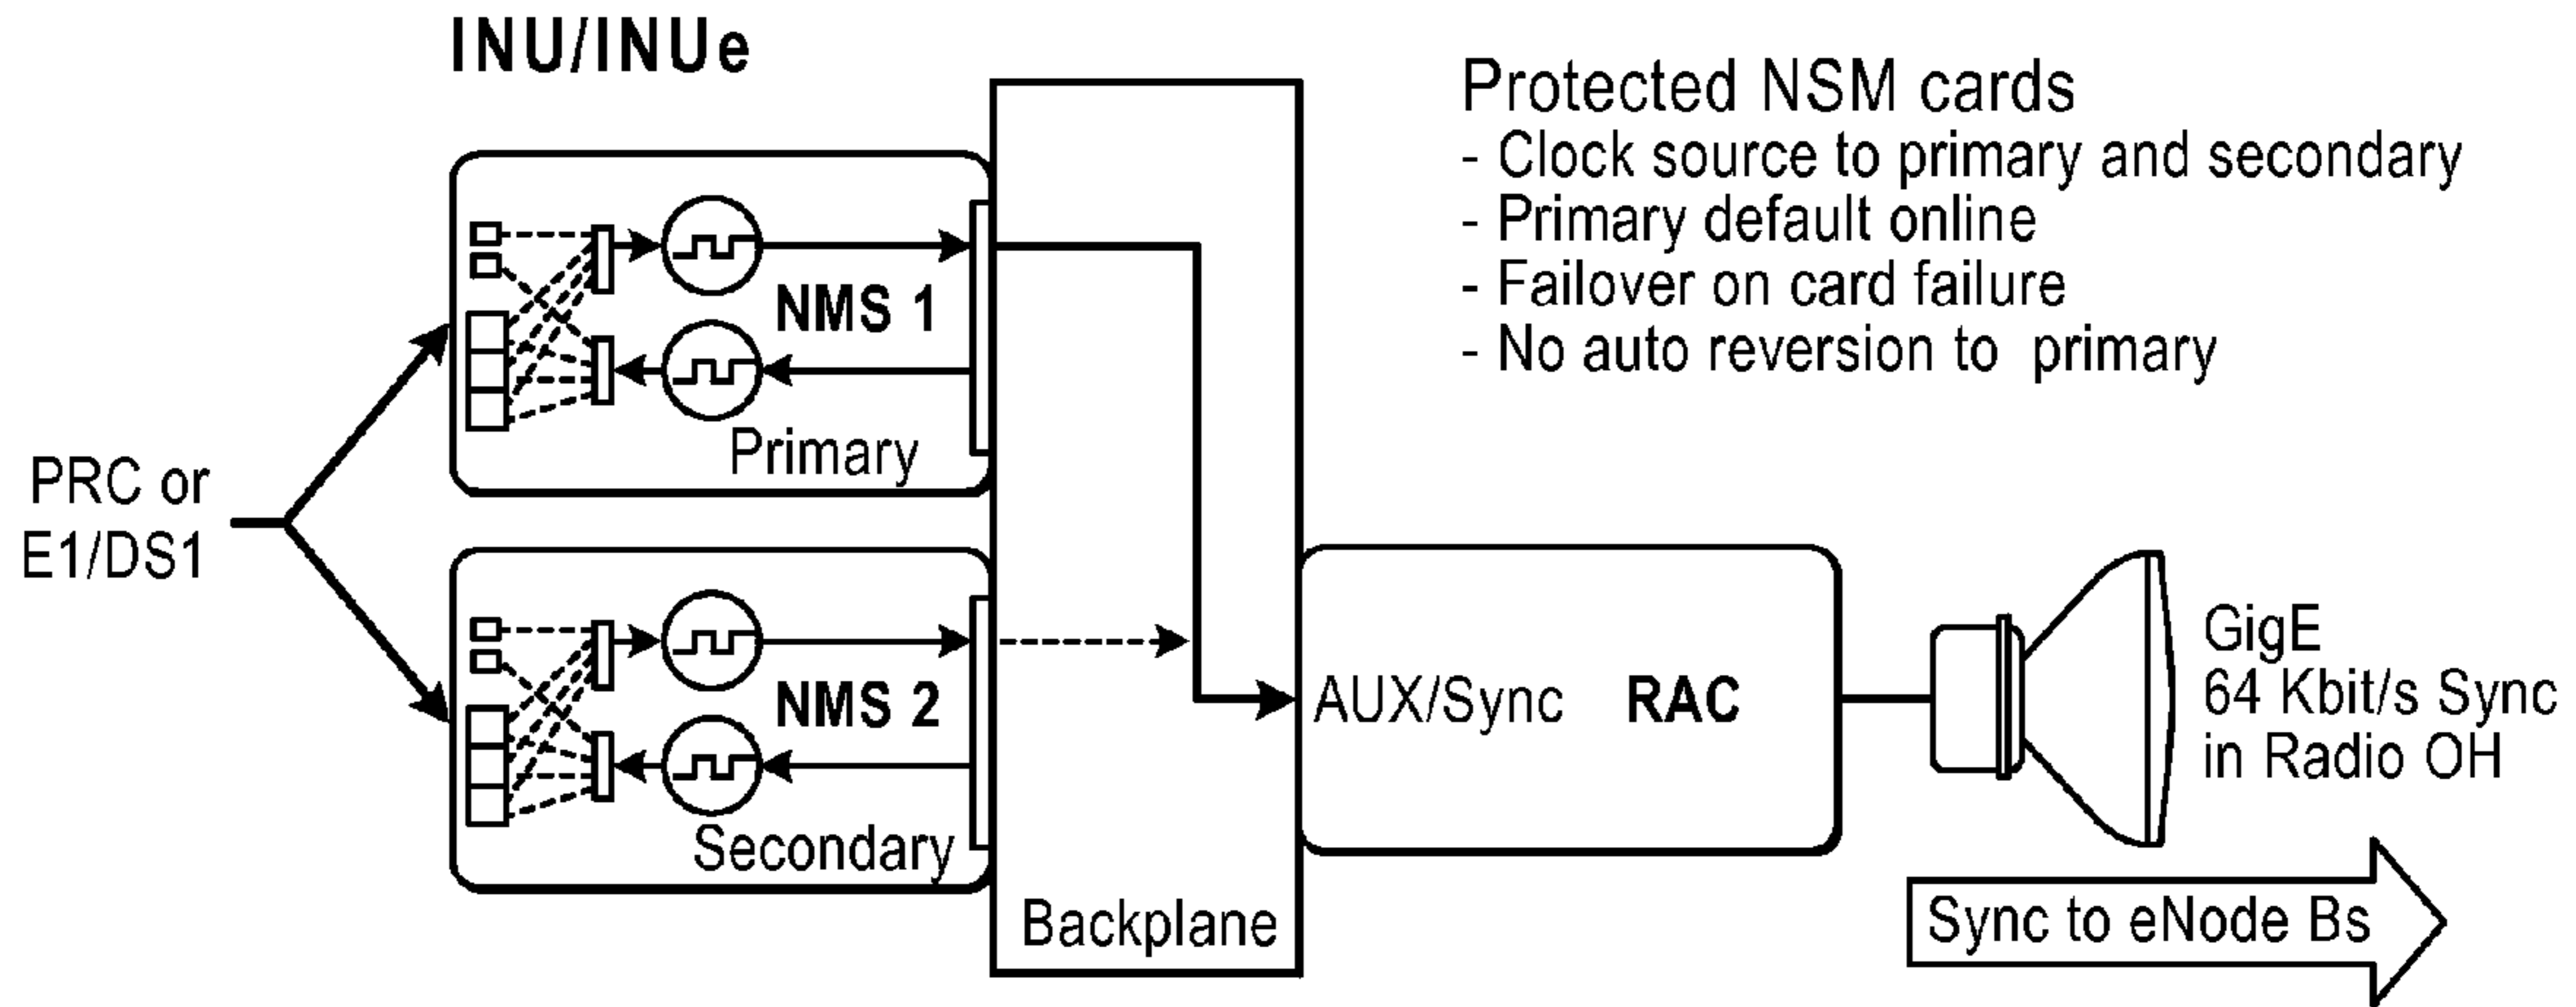 INU/INUe
Protected NSM cards
- Clock source to primary and secondary
- Primary default online
- Failover on card failure
- No auto reversion to primary
NMS 1
Primary
PRC or
E1/DS1
NMS 2
Secondary
Backplane
AUX/Sync RAC
GigE
64 Kbit/s Sync
in Radio OH
Sync to eNode Bs